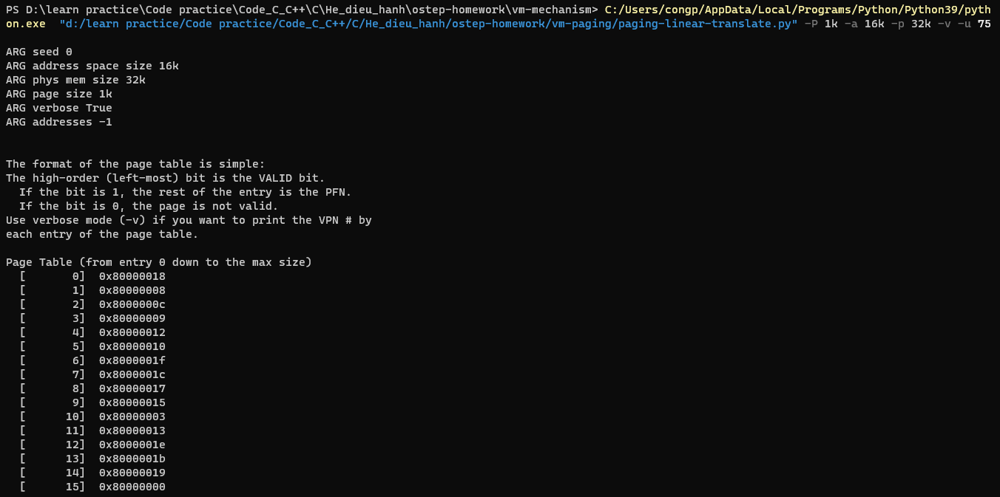 PS D:\learn practice\Code practice\Code_C_C++\C\He_dieu_hanh\ostep-homework\vm-mechanism> C:/Users/congp/AppData/Local/Programs/Python/Python39/pyth
on.exe  "d:/learn practice/Code practice/Code_C_C++/C/He_dieu_hanh/ostep-homework/vm-paging/paging-linear-translate.py" -P 1k -a 16k -p 32k -v -u 75
ARG seed 0
ARG address space size 16k
ARG phys mem size 32k
ARG page size 1k
ARG verbose True
ARG addresses -1
The format of the page table is simple:
The high-order (left-most) bit is the VALID bit.
  If the bit is 1, the rest of the entry is the PFN.
  If the bit is 0, the page is not valid.
Use verbose mode (-v) if you want to print the VPN # by
each entry of the page table.
Page Table (from entry 0 down to the max size)
  [       0]  0x80000018
  [       1]  0x80000008
  [       2]  0x8000000c
  [       3]  0x80000009
  [       4]  0x80000012
  [       5]  0x80000010
  [       6]  0x8000001f
  [       7]  0x8000001c
  [       8]  0x80000017
  [       9]  0x80000015
  [      10]  0x80000003
  [      11]  0x80000013
  [      12]  0x8000001e
  [      13]  0x8000001b
  [      14]  0x80000019
  [      15]  0x80000000